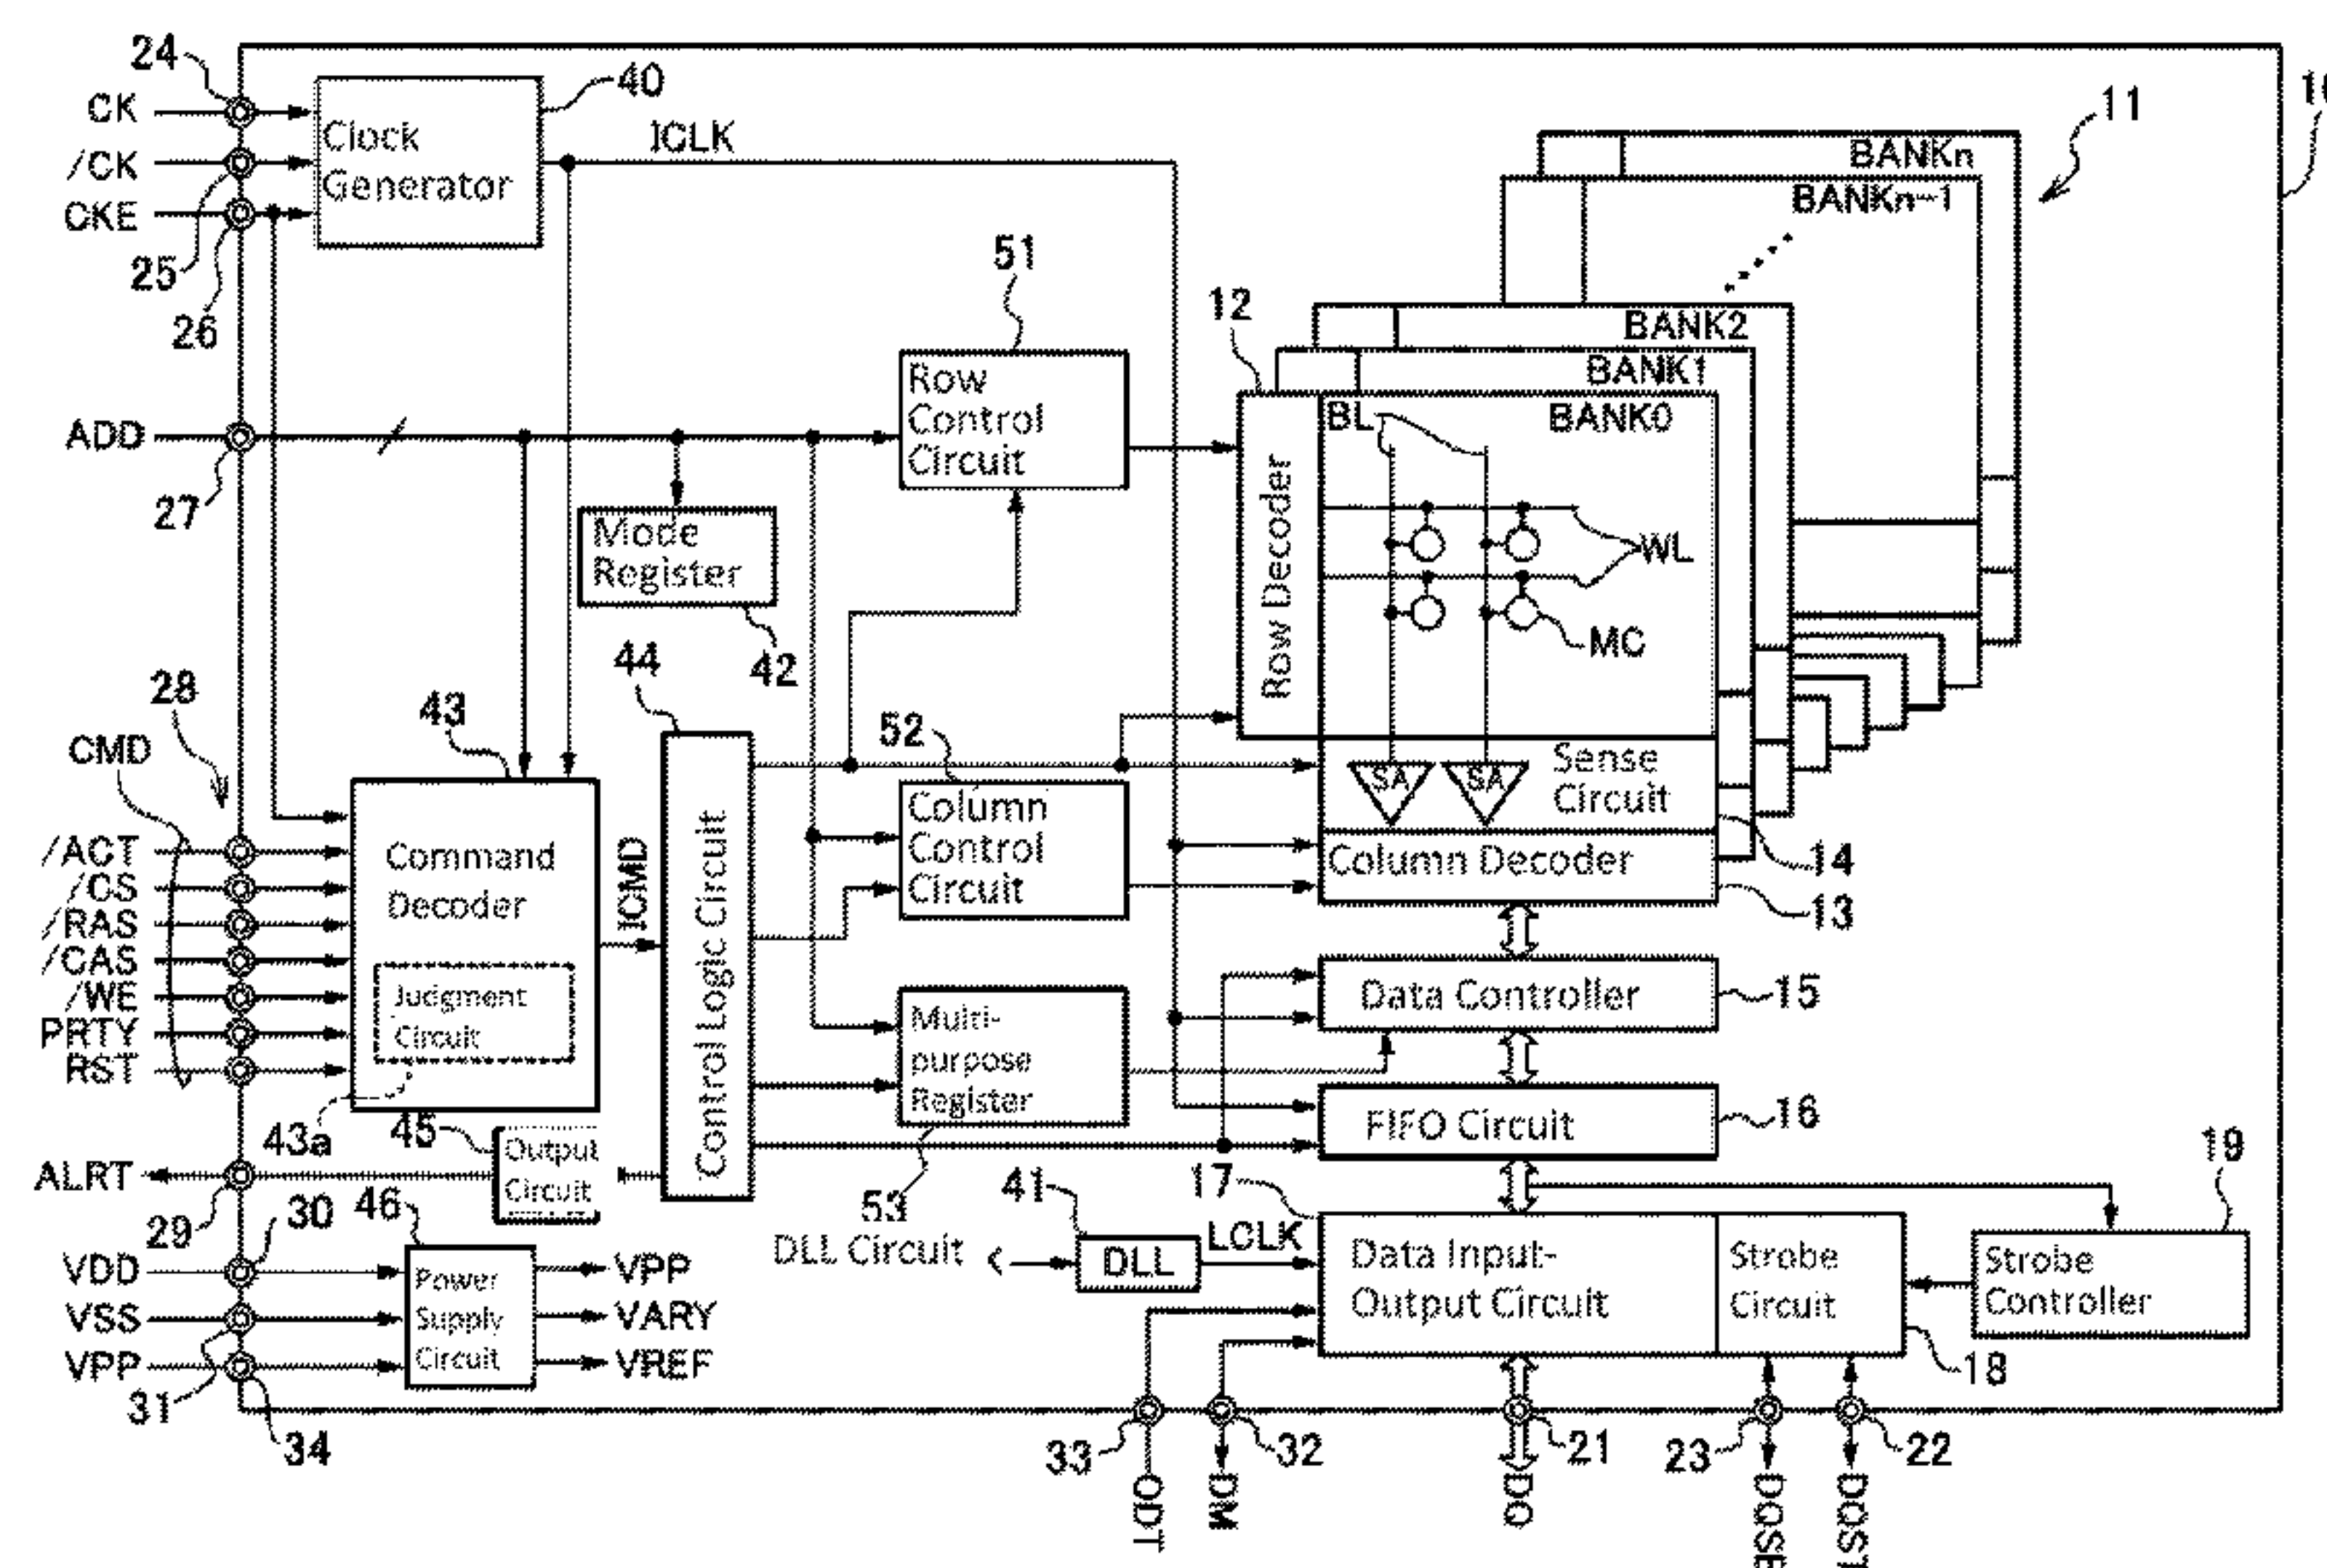 24
40
10
CK
Clock
Generator
ICLK
11
/CK
BANKn
BANKn-1
CKE
25
26
51
12
BANK2
BANK1
Row
Control
Circuit
BL
BANK0
ADD
27
Mode
Register
Row Decoder
WL
MC
42
44
28
43
52
CMD
Sense
Circuit
SA
SA
Column
Control
Circuit
/ACT
/CS
/RAS
/CAS
/WE
PRTY
RST
Command
Decoder
Judgment
Circuit
ICMD
Control Logic Circuit
Column Decoder
14
13
Data Controller
15
Multi-
purpose
Register
FIFO Circuit
16
43a
45
Output
Circuit
ALRT
29
30
46
53
41
17
19
DLL Circuit
DLL
LCLK
Data Input-
Output Circuit
Strobe
Circuit
Strobe
Controller
VDD
VSS
VPP
Power
Supply
Circuit
VPP
VARY
VREF
18
31
34
33
32
21
23
22
ODT
DM
DQ
DQSB
DQST